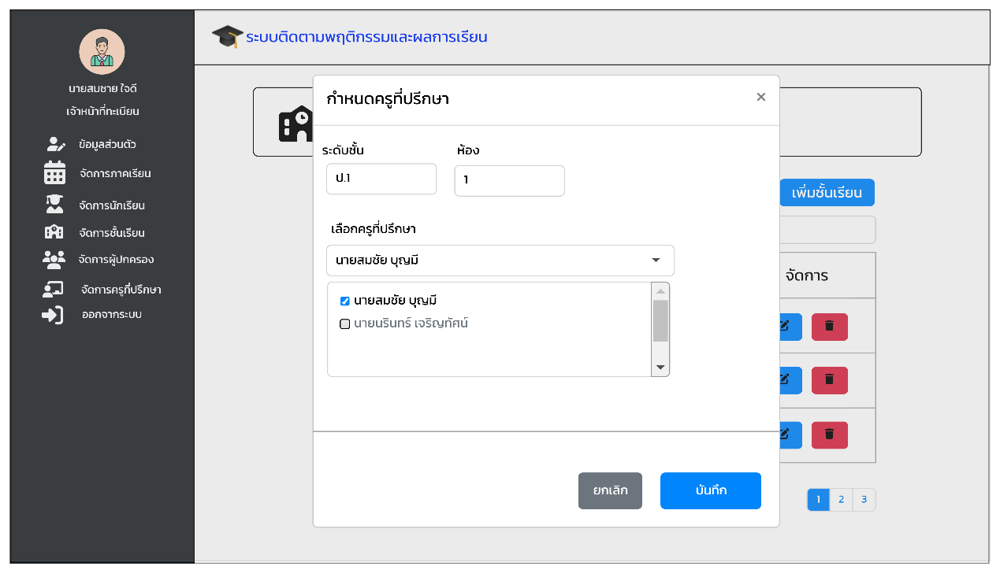 ระบบติดตามพฤติกรรมและผลการเรียน
นายสมชาย ใจดี
เจ้าหน้าที่ทะเบียน
ข้อมูลส่วนตัว
จัดการภาคเรียน
จัดการนักเรียน
จัดการชั้นเรียน
จัดการผู้ปกครอง
จัดการครูที่ปรึกษา
ออกจากระบบ
กำหนดครูที่ปรีกษา
×
ระดับชั้น
ห้อง
ป.1
1
เพิ่มชั้นเรียน
เลือกครูที่ปรึกษา
นายสมชัย บุญมี
จัดการ
นายสมชัย บุญมี
นายนรินทร์ เจริญทัศน์
ยกเลิก
บันทึก
1 2 3